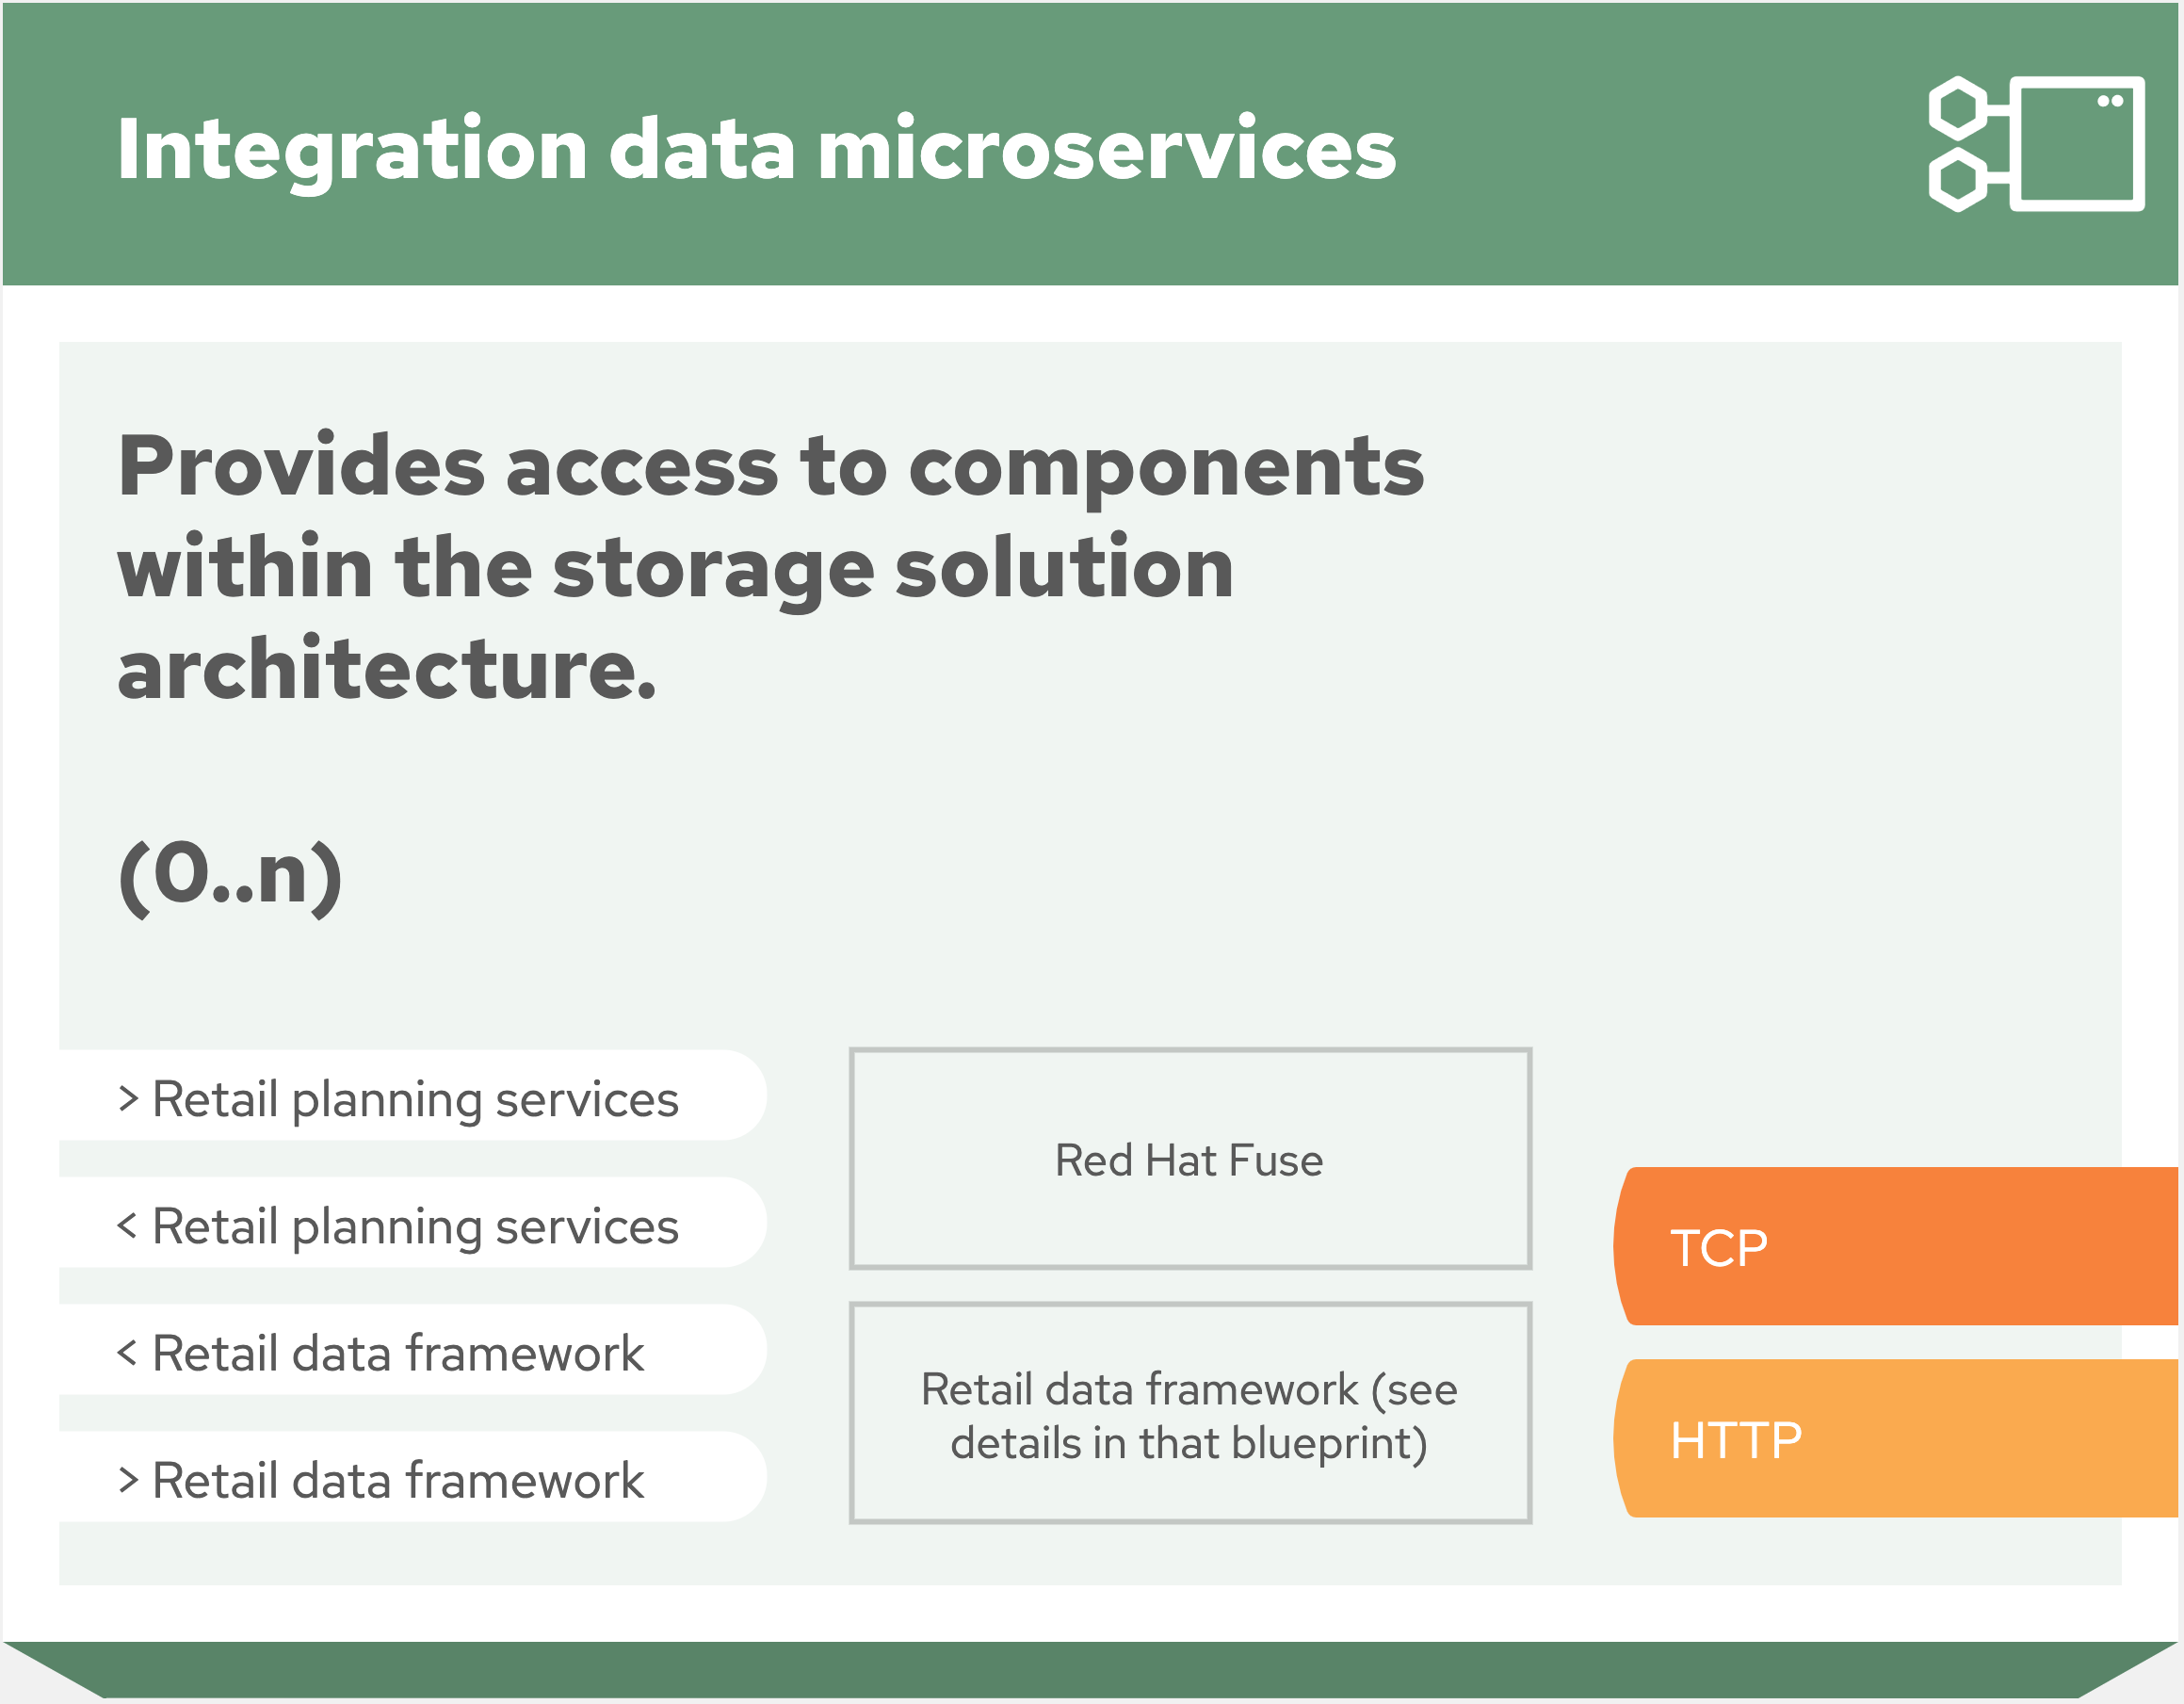 Integration data microservices
Provides access to components
within the storage solution
architecture.
(0..n)
> Retail planning services
< Retail planning services
< Retail data framework
> Retail data framework
Red Hat Fuse
Retail data framework (see
details in that blueprint)
TCP
HTTP